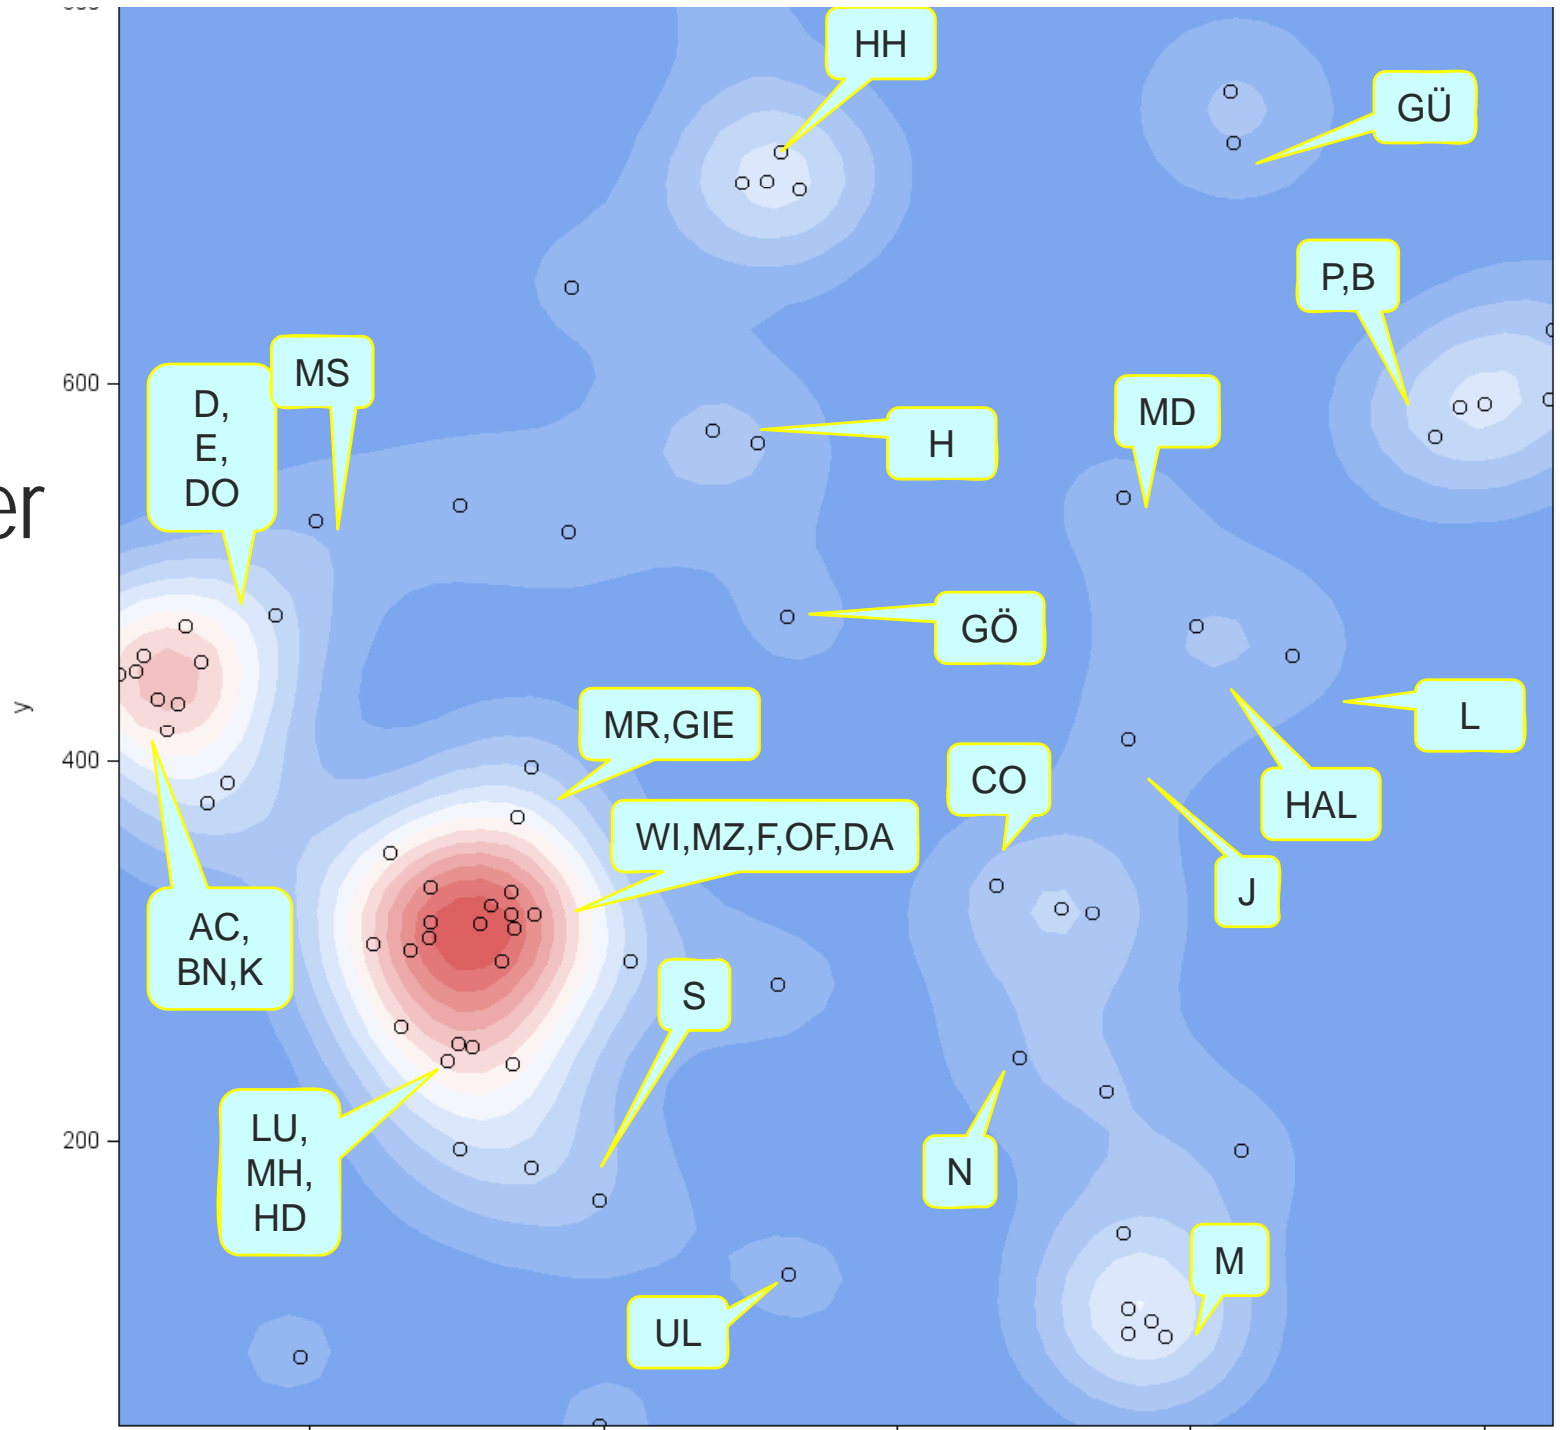 HH
GÜ
P,B
MS
600
D,
E,
DO
MD
H
er
GÖ
y
L
MR,GIE
400
CO
HAL
WI,MZ,F,OF,DA
J
AC,
BN,K
S
LU,
MH,
HD
200
N
M
UL